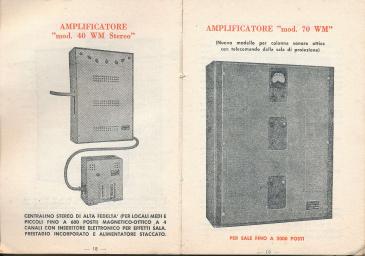 AMPLIFICATORE
"mod. 40 WM Stereo"
CENTRALINO STEREO DI ALTA FEDELTA' (PER LOCALI MEDI E
PICCOLI FINO A 600 POSTI) MAGNETICO-OTTICO A 4
CANALI CON INSERITORE ELETTRONICO PER EFFETTI SALA.
PRESTADIO INCORPORATO E ALIMENTATORE STACCATO.
— 18 —
AMPLIFICATORE "mod. 70 WM"
(Nuovo modello per colonna sonora ottica
con telecomando dalla sala di proiezione)
PER SALE FINO A 2000 POSTI
— 19 —